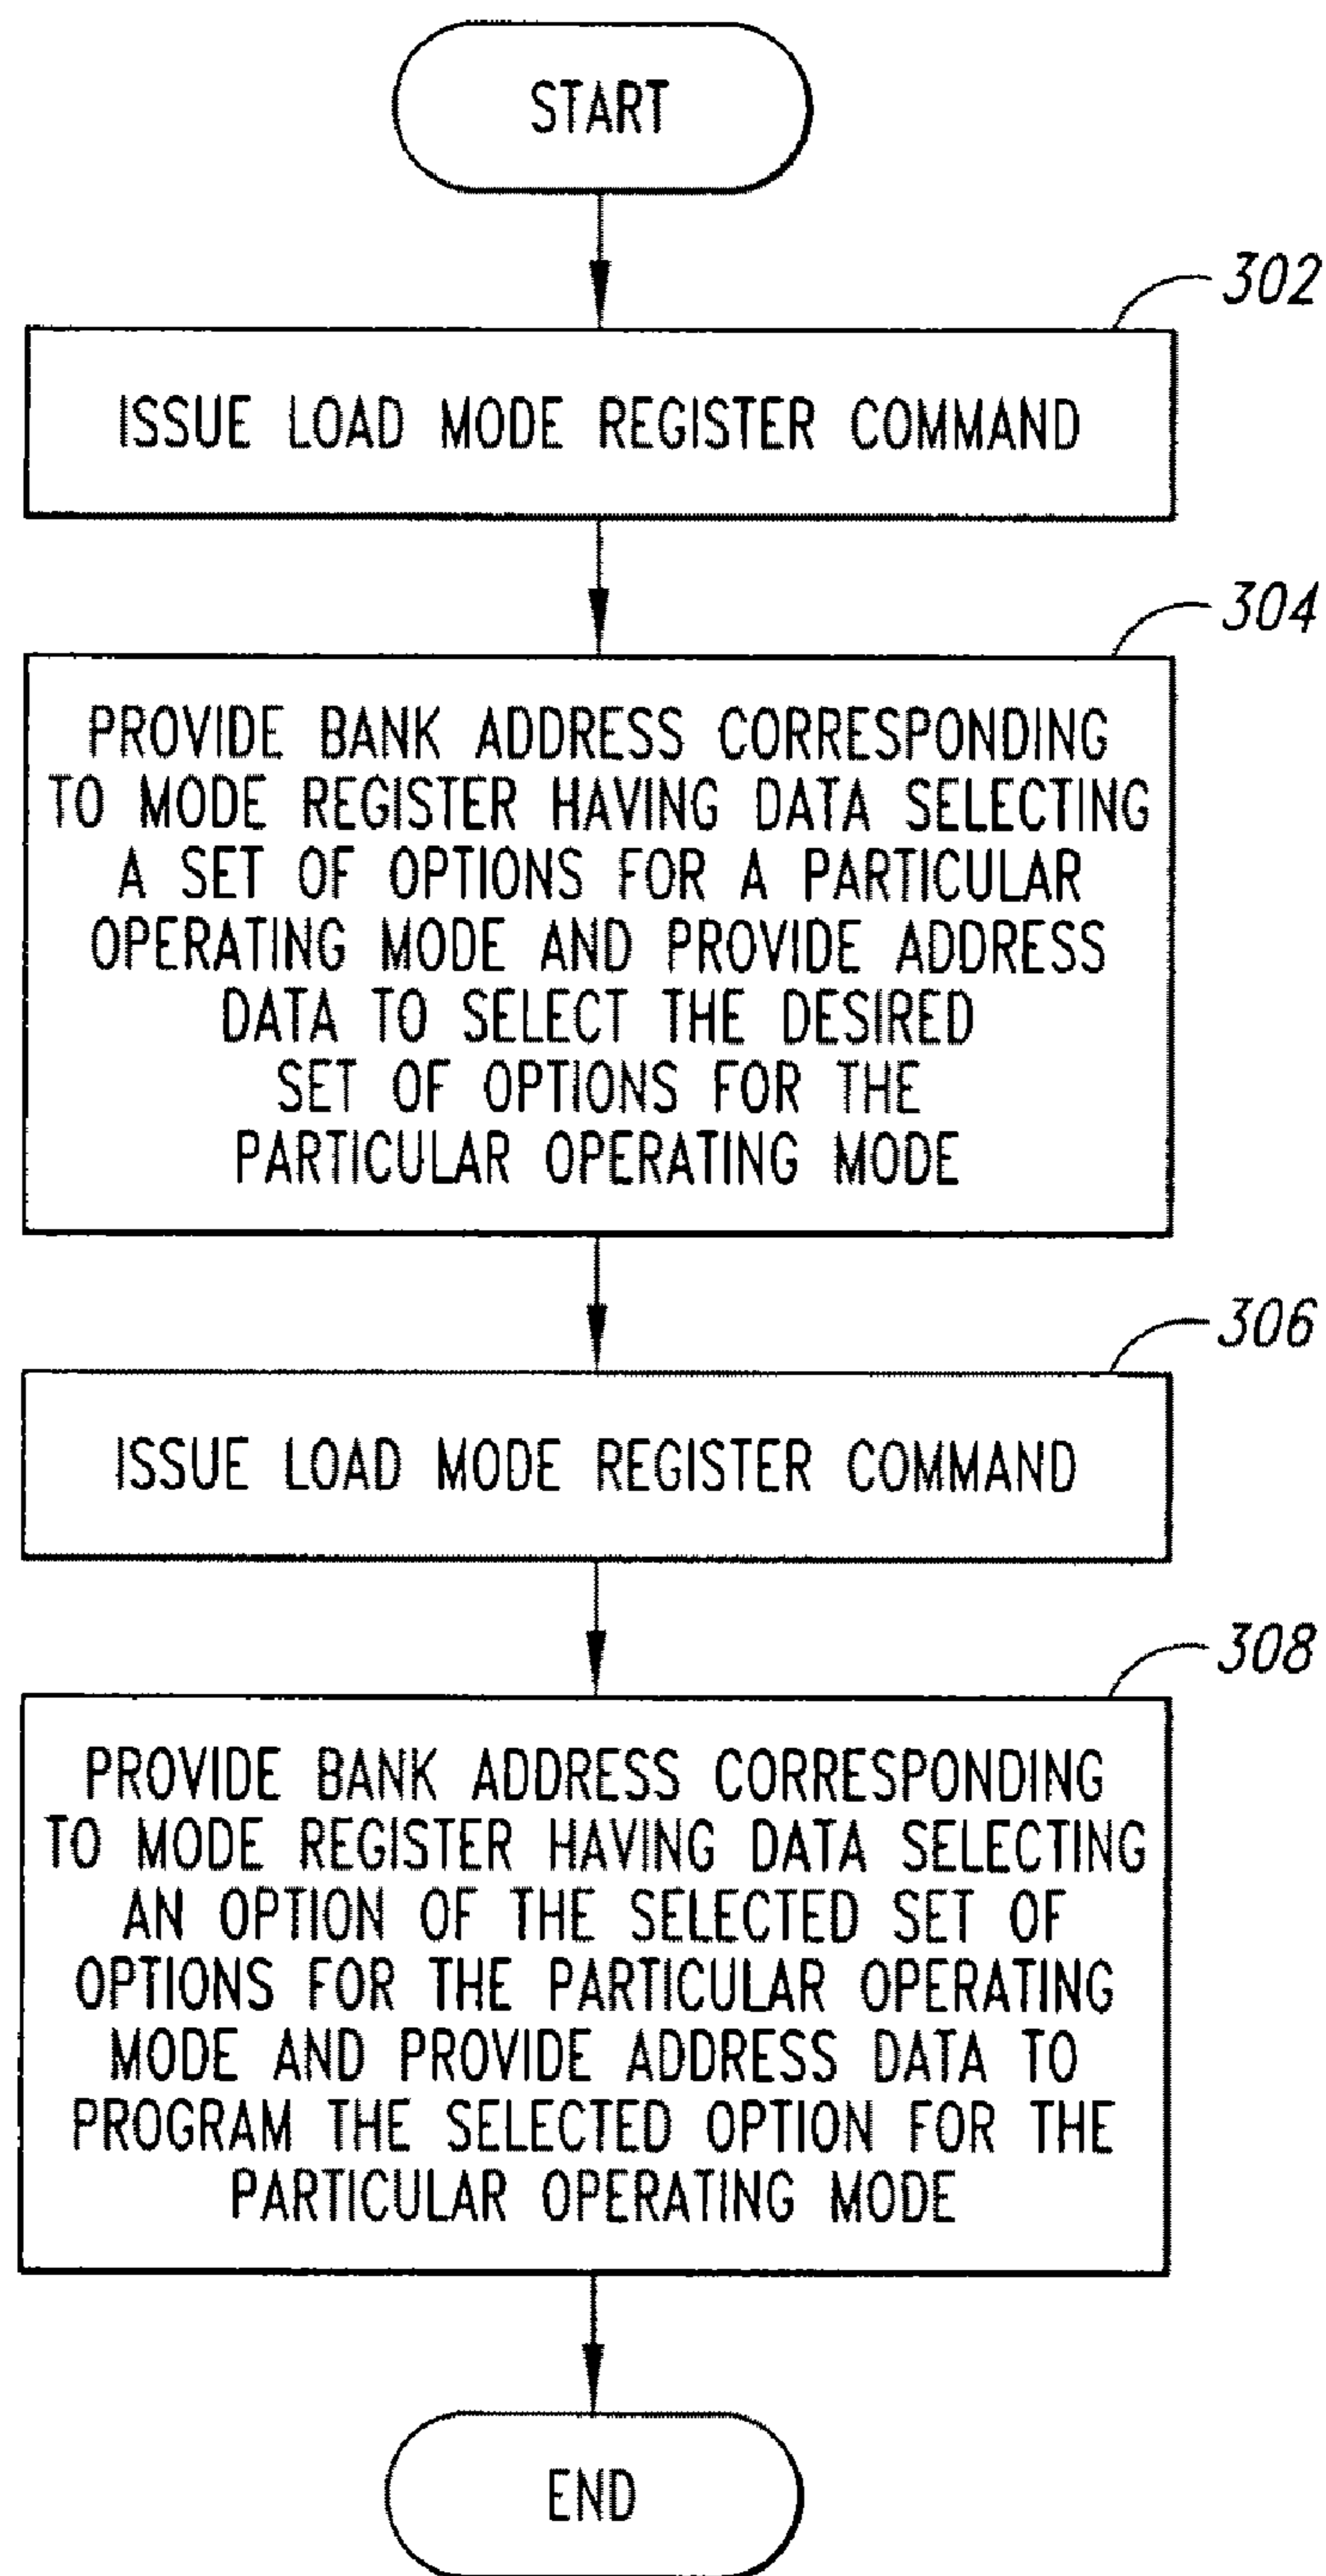 START
302
ISSUE LOAD MODE REGISTER COMMAND
304
PROVIDE BANK ADDRESS CORRESPONDING
TO MODE REGISTER HAVING DATA SELECTING
A SET OF OPTIONS FOR A PARTICULAR
OPERATING MODE AND PROVIDE ADDRESS
DATA TO SELECT THE DESIRED
SET OF OPTIONS FOR THE
PARTICULAR OPERATING MODE
306
ISSUE LOAD MODE REGISTER COMMAND
308
PROVIDE BANK ADDRESS CORRESPONDING
TO MODE REGISTER HAVING DATA SELECTING
AN OPTION OF THE SELECTED SET OF
OPTIONS FOR THE PARTICULAR OPERATING
MODE AND PROVIDE ADDRESS DATA TO
PROGRAM THE SELECTED OPTION FOR THE
PARTICULAR OPERATING MODE
END